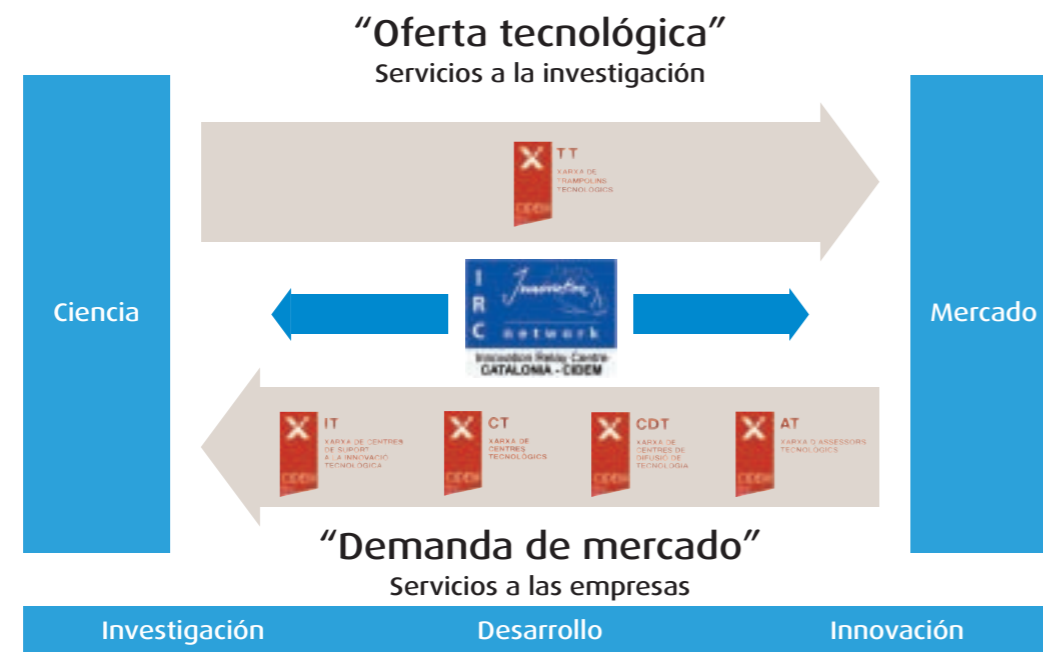 “Oferta tecnológica”
Servicios a la investigación
X TT
XARXA DE
TRAMPOLINS
TECNOLÒGICS
CIDEM
Ciencia
I
R
C
Innovation
network
Innovation Relay Centre
CATALONIA - CIDEM
Mercado
X IT
XARXA DE CENTRES
DE SUPORT
A LA INNOVACIÓ
TECNOLÒGICA
CIDEM
X CT
XARXA DE
CENTRES
TECNOLÒGICS
CIDEM
X CDT
XARXA DE
CENTRES DE
DIFUSIÓ DE
TECNOLOGIA
CIDEM
X AT
XARXA D'ASSESSORS
TECNOLÒGICS
CIDEM
“Demanda de mercado”
Servicios a las empresas
Investigación
Desarrollo
Innovación